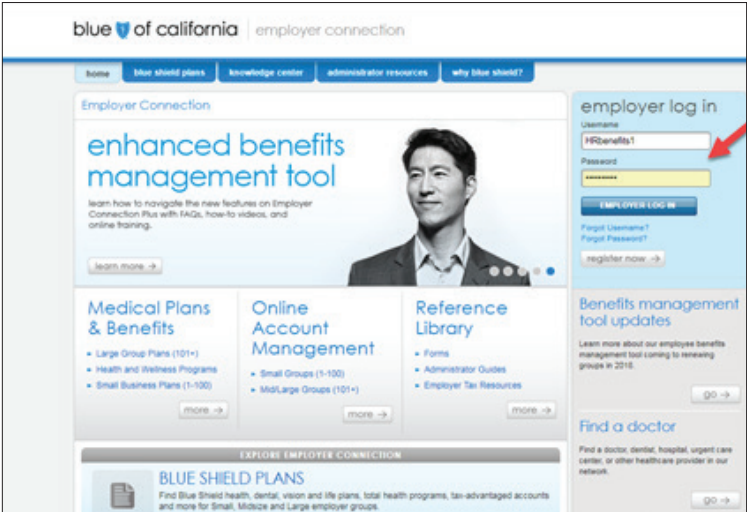 blue of california employer connection
home blue shield plans knowledge center administrator resources why blue shield?
Employer Connection
enhanced benefits
management tool
learn how to navigate the new features on Employer
Connection Plus with FAQs, how-to videos, and
online training.
learn more →
employer log in
Username
HRbenefits1
Password
•••••••••
EMPLOYER LOG IN
Forgot Username?
Forgot Password?
register now →
Medical Plans
& Benefits
Large Group Plans (101+)
Health and Wellness Programs
Small Business Plans (1-100)
more →
Online
Account
Management
Small Groups (1-100)
Mid/Large Groups (101+)
more →
Reference
Library
Forms
Administrator Guides
Employer Tax Resources
more →
Benefits management
tool updates
Learn more about our employee benefits
management tool coming to renewing
groups in 2018.
go →
Find a doctor
Find a doctor, dentist, hospital, urgent care
center, or other healthcare provider in our
network.
go →
EXPLORE EMPLOYER CONNECTION
BLUE SHIELD PLANS
Find Blue Shield health, dental, vision and life plans, total health programs, tax-advantaged accounts
and more for Small, Midsize and Large employer groups.